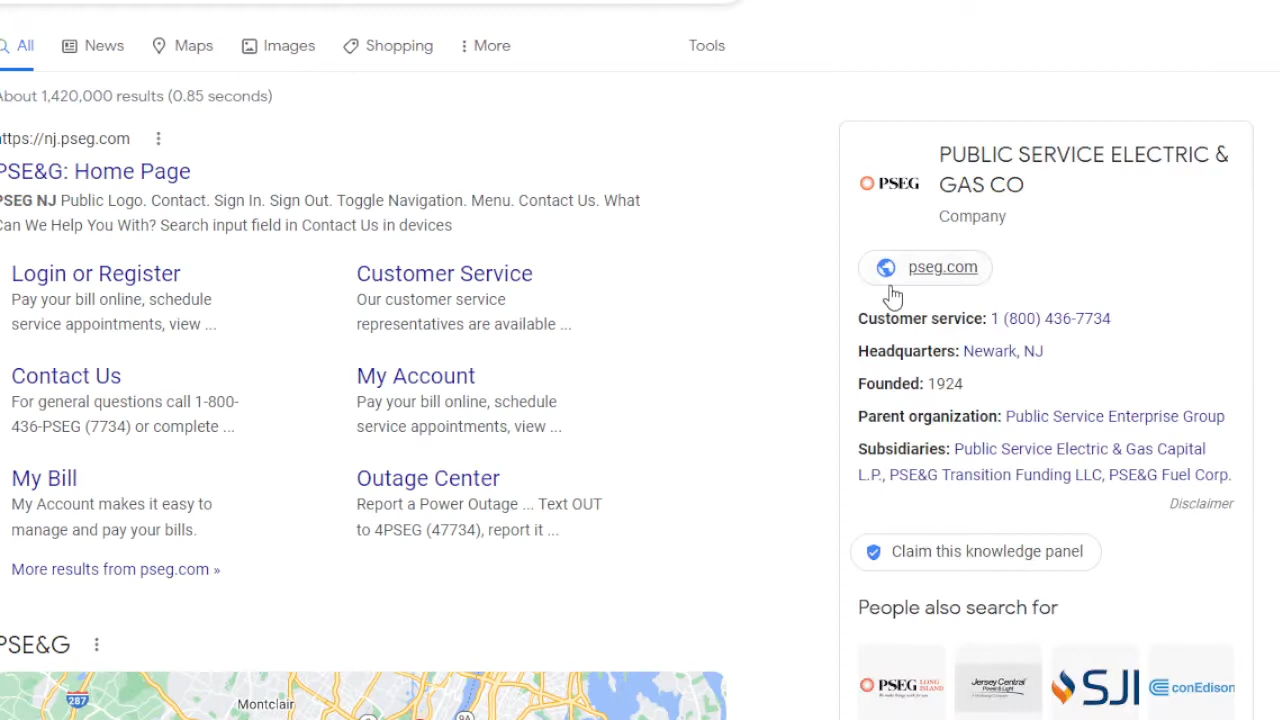 All
News
Maps
Images
Shopping
More
Tools
About 1,420,000 results (0.85 seconds)
https://nj.pseg.com
PSE&G: Home Page
PSEG NJ Public Logo. Contact. Sign In. Sign Out. Toggle Navigation. Menu. Contact Us. What
Can We Help You With? Search input field in Contact Us in devices
Login or Register
Pay your bill online, schedule
service appointments, view ...
Customer Service
Our customer service
representatives are available ...
Contact Us
For general questions call 1-800-
436-PSEG (7734) or complete ...
My Account
Pay your bill online, schedule
service appointments, view ...
My Bill
My Account makes it easy to
manage and pay your bills.
Outage Center
Report a Power Outage ... Text OUT
to 4PSEG (47734), report it ...
More results from pseg.com »
PSE&G
287
Montclair
9A
PSEG
PUBLIC SERVICE ELECTRIC &
GAS CO
Company
pseg.com
Customer service: 1 (800) 436-7734
Headquarters: Newark, NJ
Founded: 1924
Parent organization: Public Service Enterprise Group
Subsidiaries: Public Service Electric & Gas Capital
L.P., PSE&G Transition Funding LLC, PSE&G Fuel Corp.
Disclaimer
Claim this knowledge panel
People also search for
PSEG LONG ISLAND
Jersey Central
Power & Light
SJI
conEdison